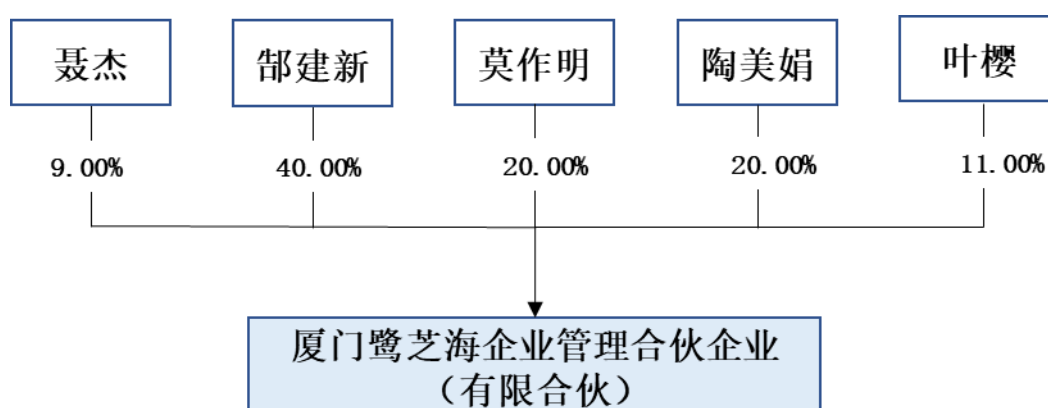 聂杰 郜建新 莫作明 陶美娟 叶樱
9.00% 40.00% 20.00% 20.00% 11.00%
厦门鹭芝海企业管理合伙企业
（有限合伙）